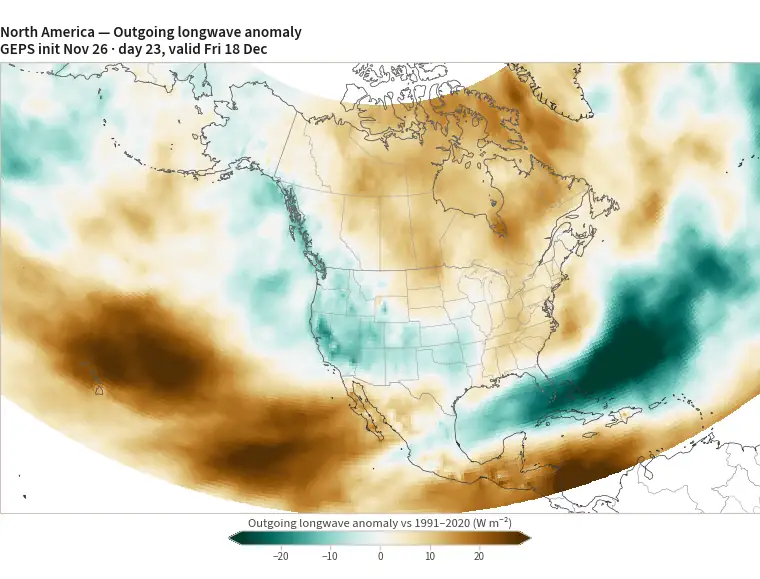 North America — Outgoing longwave anomaly
GEPS init Nov 26 · day 23, valid Fri 18 Dec
Outgoing longwave anomaly vs 1991–2020 (W m⁻²)
−20 −10 0 10 20